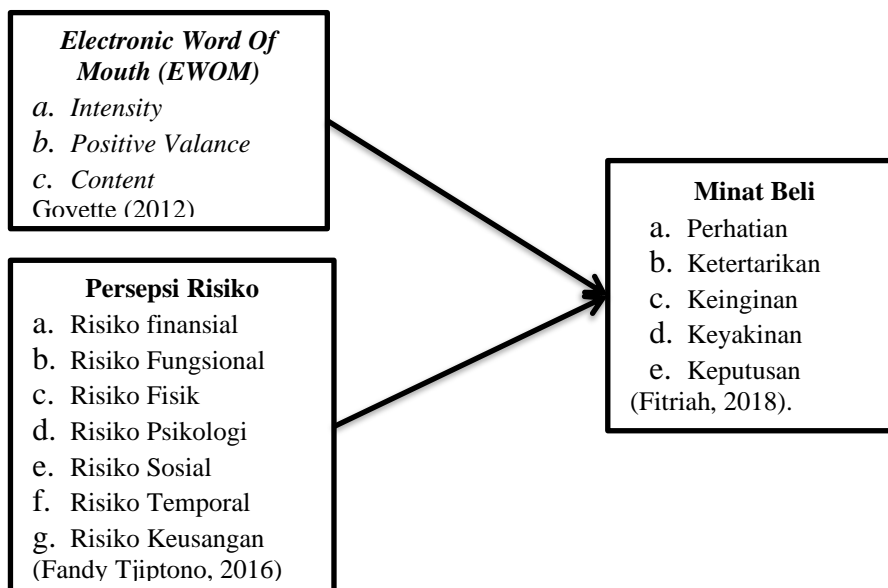 Electronic Word Of
Mouth (EWOM)
a. Intensity
b. Positive Valance
c. Content
Govette (2012)
Persepsi Risiko
a. Risiko finansial
b. Risiko Fungsional
c. Risiko Fisik
d. Risiko Psikologi
e. Risiko Sosial
f. Risiko Temporal
g. Risiko Keusangan
(Fandy Tjiptono, 2016)
Minat Beli
a. Perhatian
b. Ketertarikan
c. Keinginan
d. Keyakinan
e. Keputusan
(Fitriah, 2018).